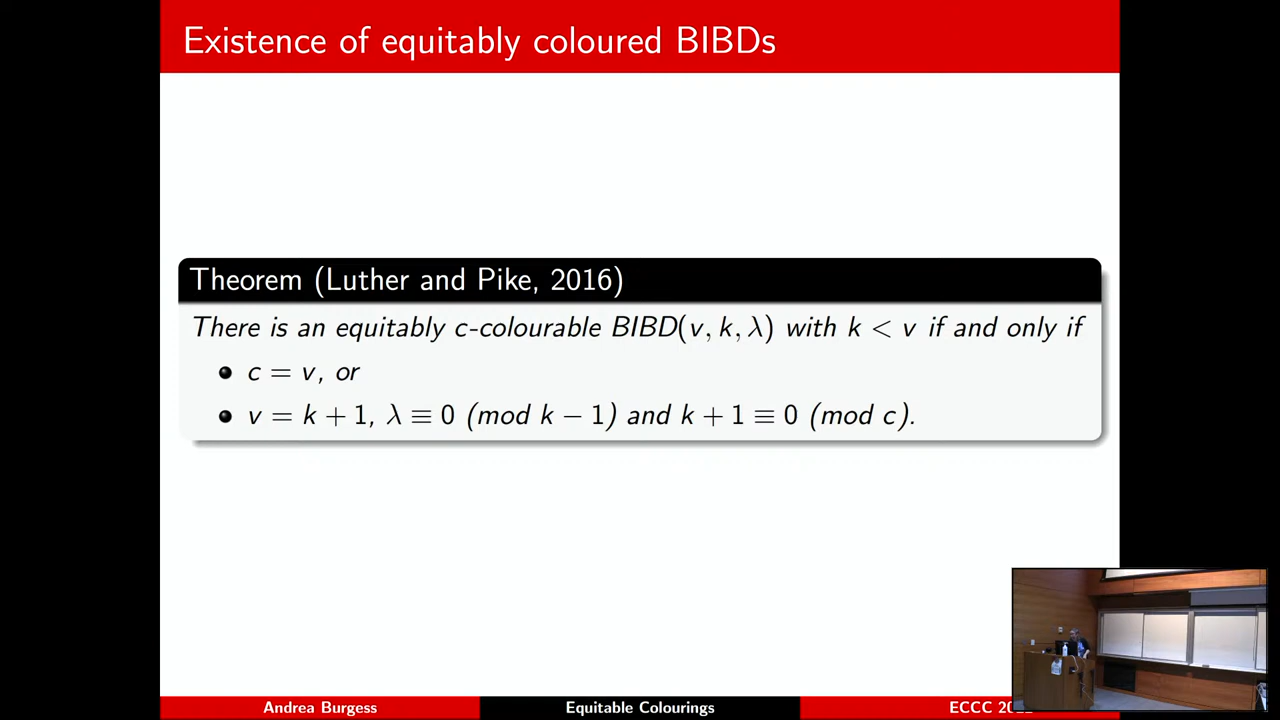 Existence of equitably coloured BIBDs
Theorem (Luther and Pike, 2016)
There is an equitably c-colourable BIBD(v, k, λ) with k < v if and only if
c = v, or
v = k + 1, λ ≡ 0 (mod k − 1) and k + 1 ≡ 0 (mod c).
Andrea Burgess
Equitable Colourings
ECCC